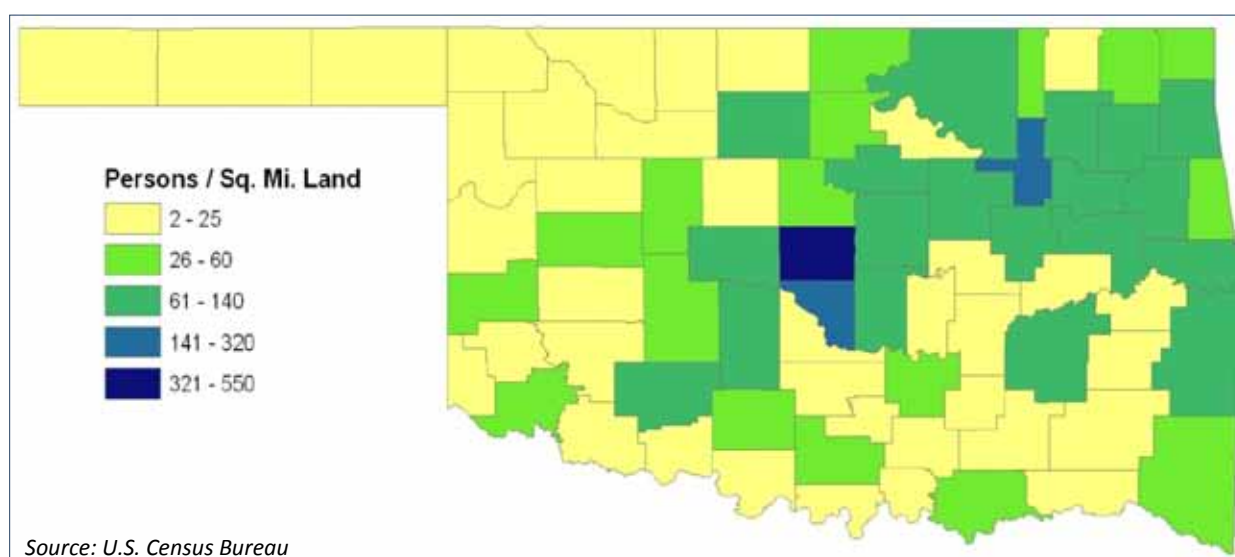 Persons / Sq. Mi. Land
2 - 25
26 - 60
61 - 140
141 - 320
321 - 550
Source: U.S. Census Bureau